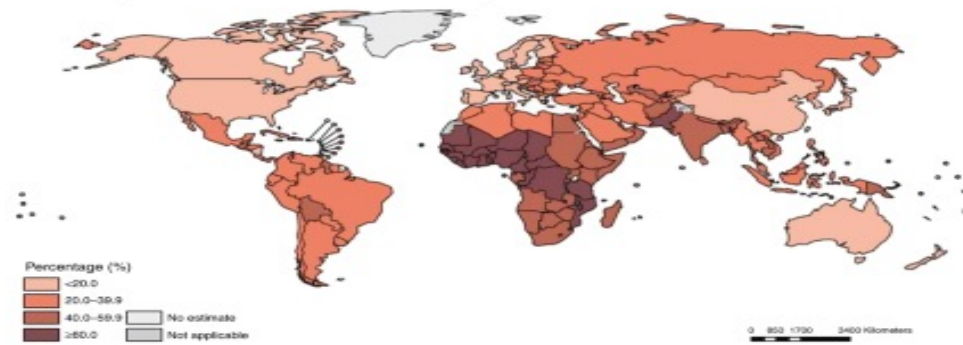 Percentage (%)
<20.0
20.0–39.9
40.0–59.9
≥60.0
No estimate
Not applicable
0 850 1700 3400 Kilometers